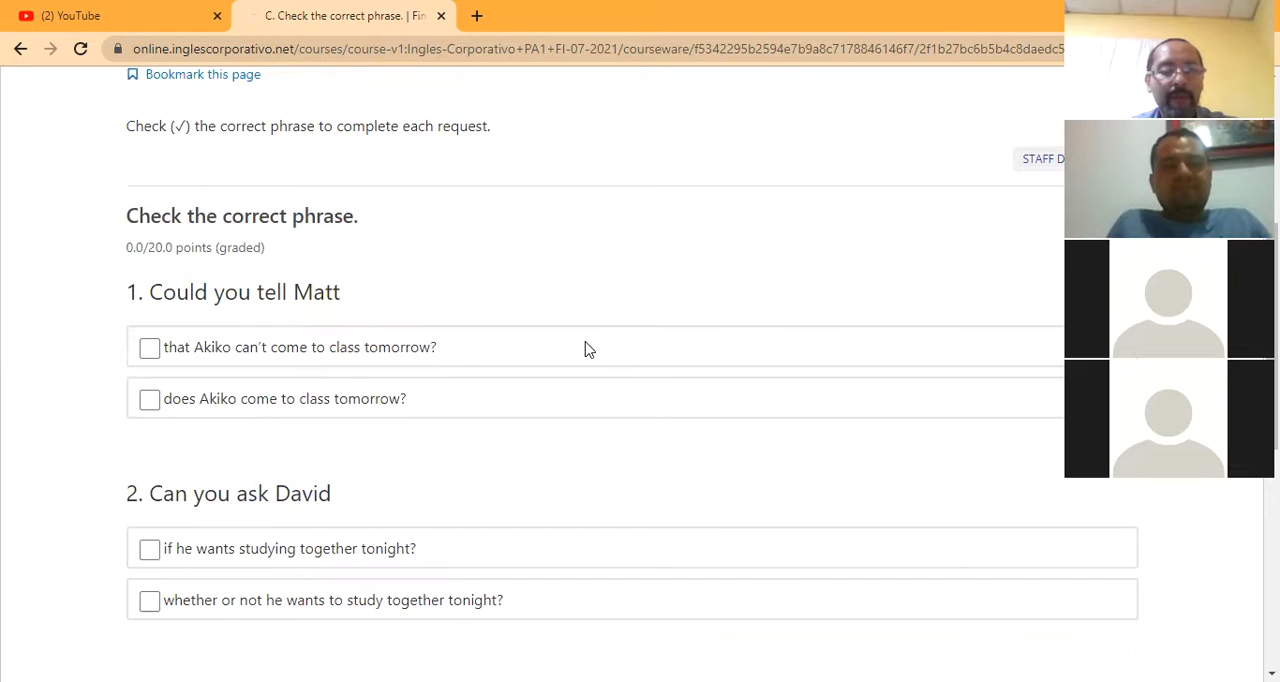 (2) YouTube
C. Check the correct phrase. | Fin
online.inglescorporativo.net/courses/course-v1:Ingles-Corporativo+PA1+FI-07-2021/courseware/f5342295b2594e7b9a8c7178846146f7/2f1b27bc6b5b4c8daedc5
Bookmark this page
Check (✓) the correct phrase to complete each request.
STAFF D
Check the correct phrase.
0.0/20.0 points (graded)
1. Could you tell Matt
that Akiko can't come to class tomorrow?
does Akiko come to class tomorrow?
2. Can you ask David
if he wants studying together tonight?
whether or not he wants to study together tonight?